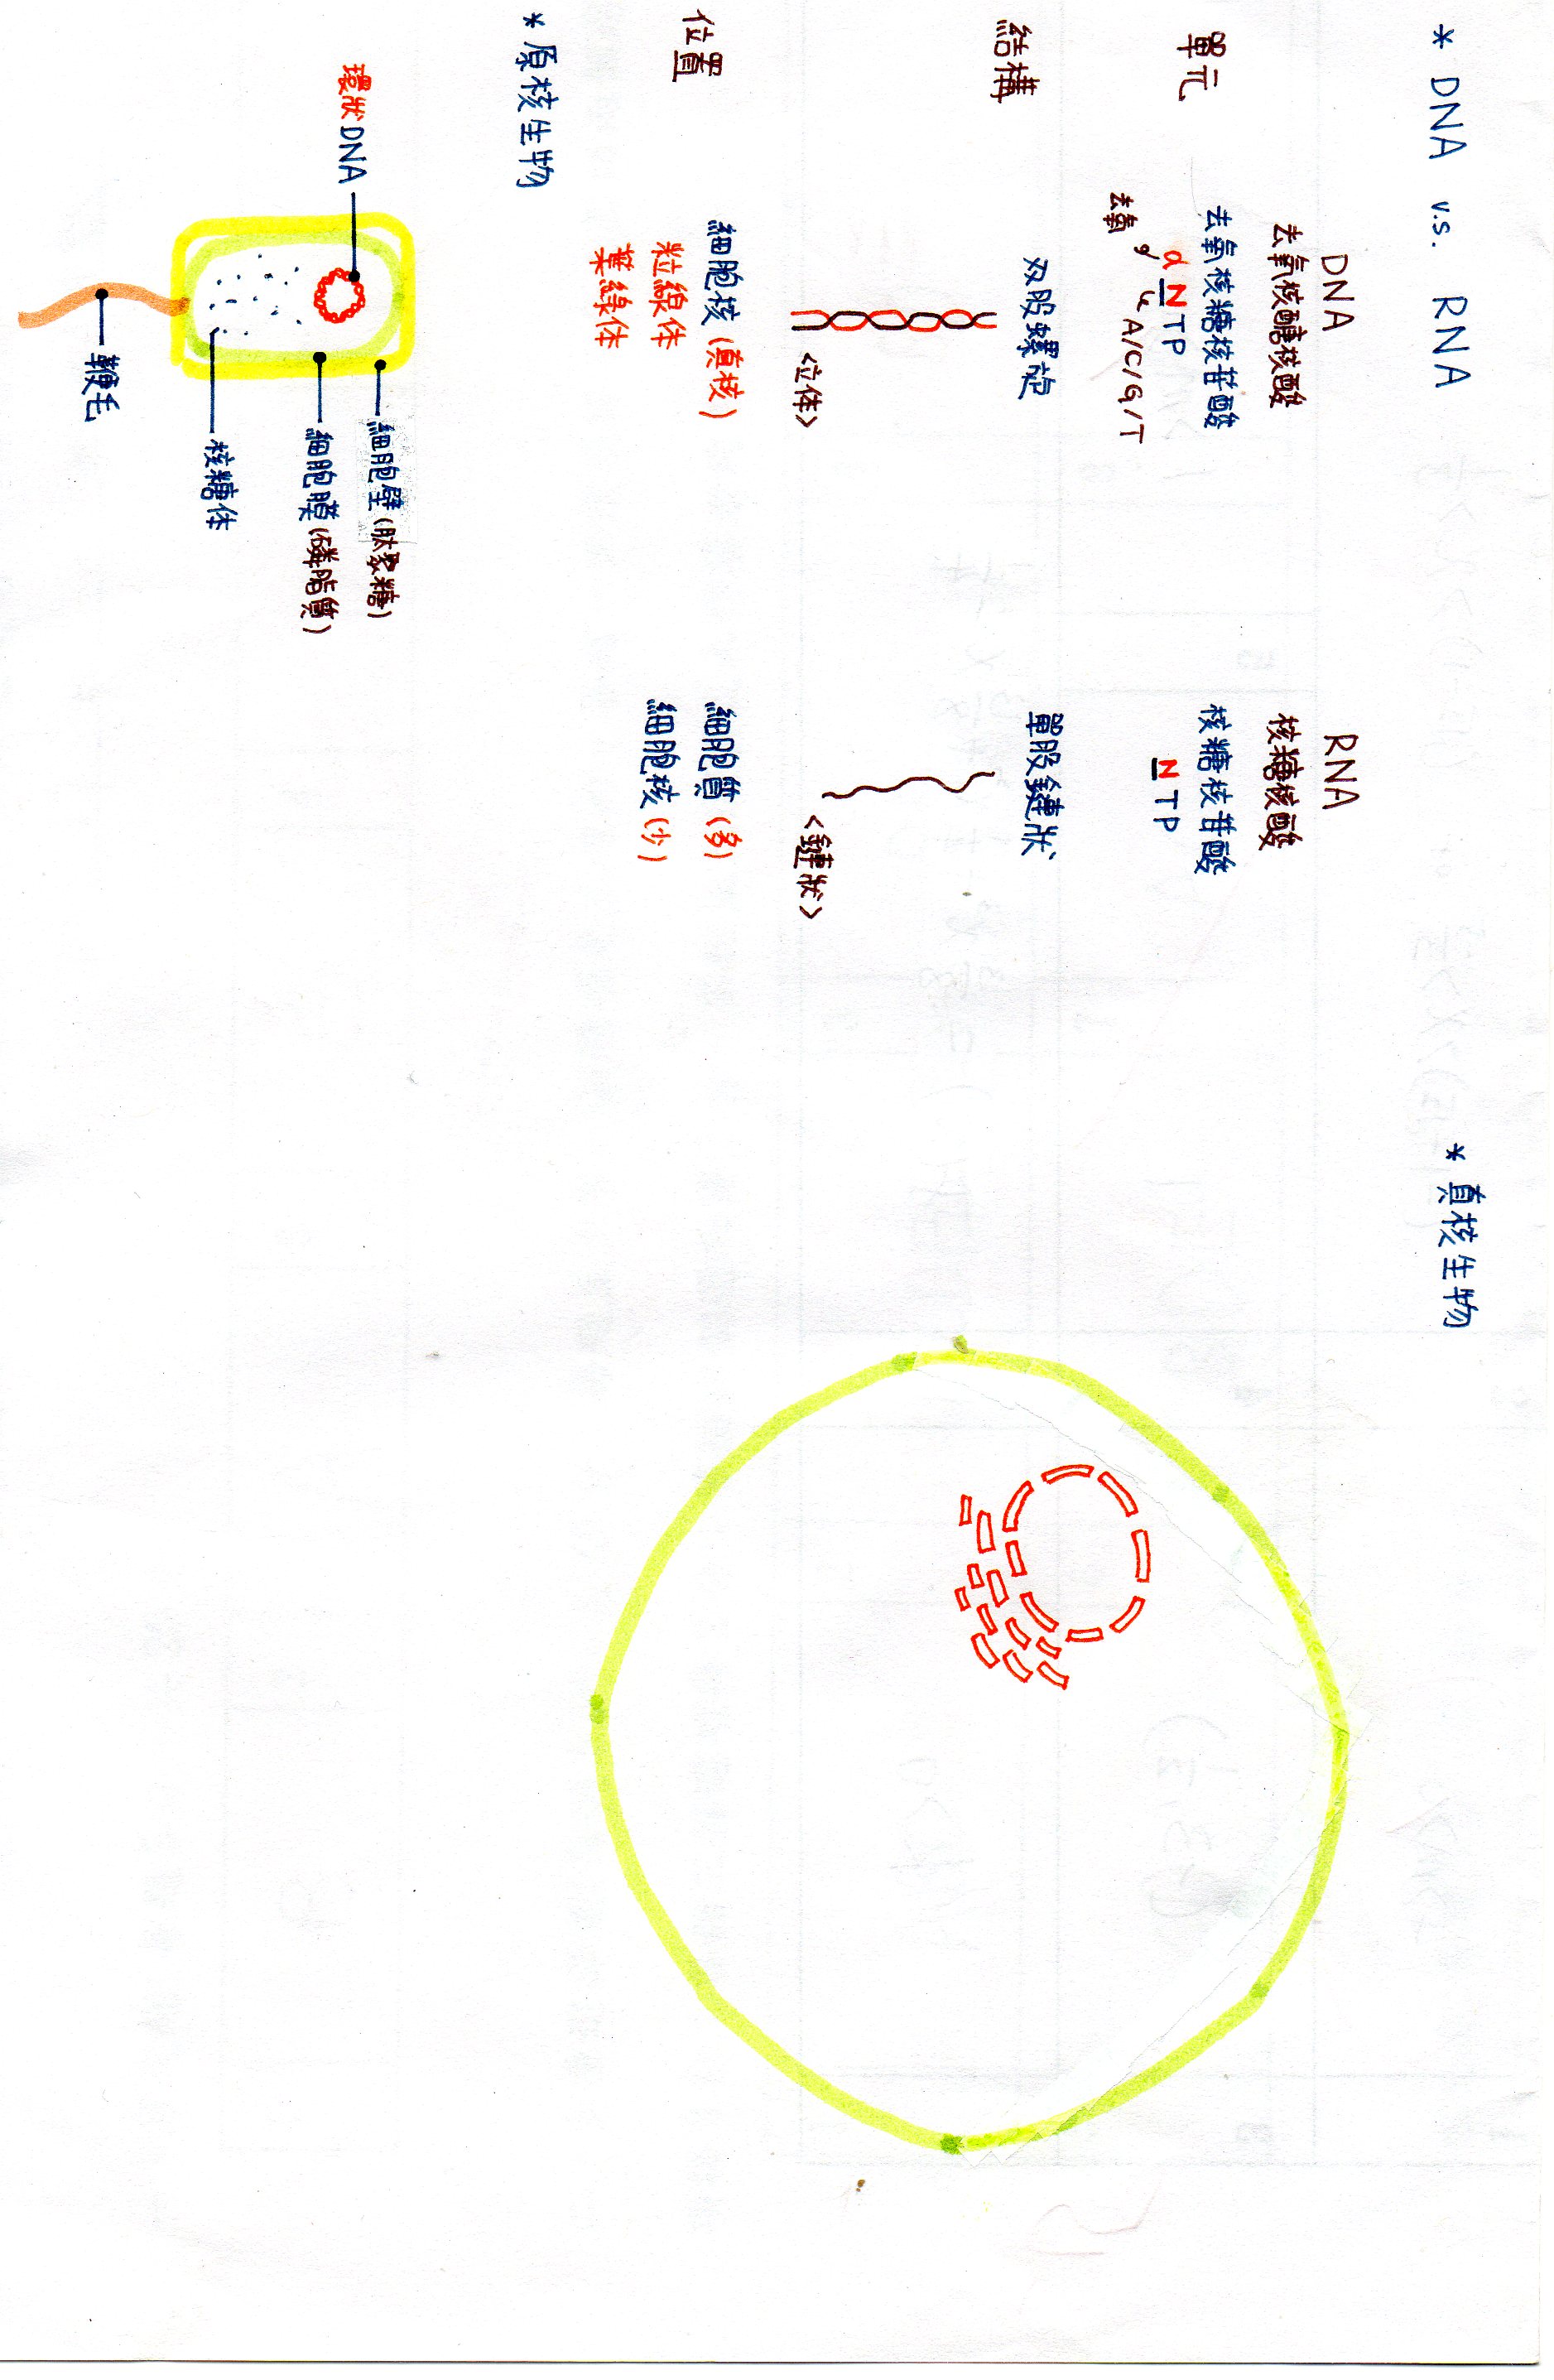 * DNA v.s. RNA
DNA RNA
去氧核醣核酸 核糖核酸
單元 去氧核糖核苷酸 核糖核苷酸
dNTP NTP
去氧 A/C/G/T
結構 双股螺旋 單股鏈狀
<立体> <鏈狀>
位置 細胞核(真核) 細胞質(多)
粒線体 細胞核(少)
葉綠体
* 原核生物
環狀DNA
細胞壁(肽聚糖)
細胞膜(磷脂質)
核糖体
鞭毛
* 真核生物